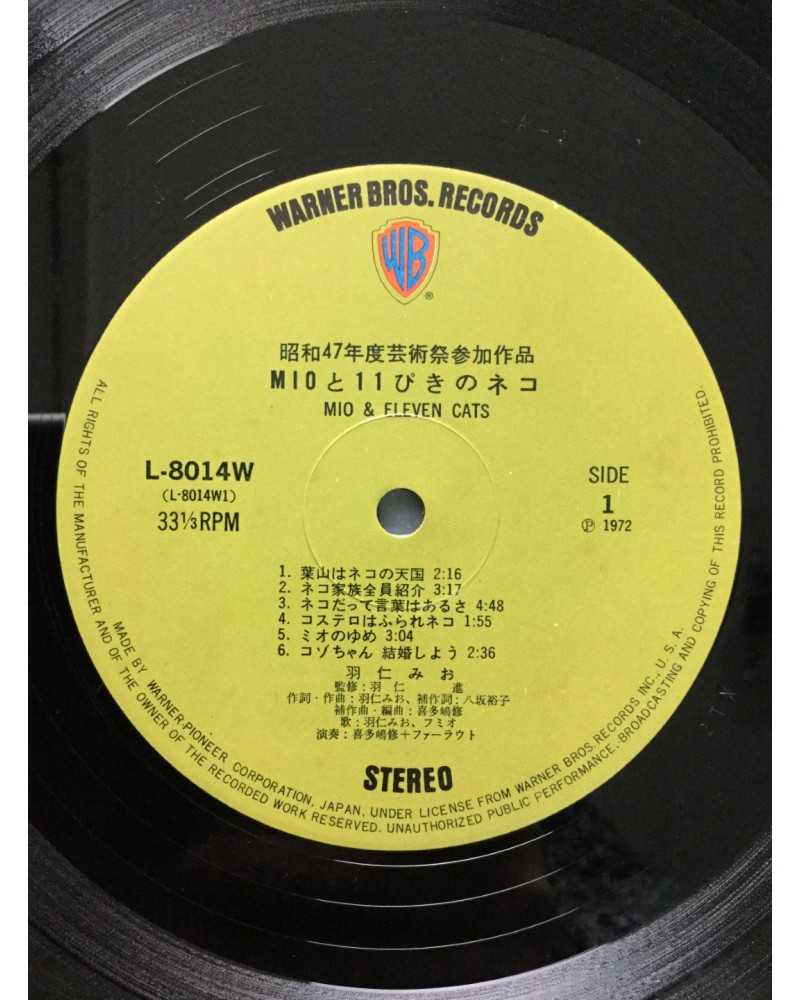 WARNER BROS. RECORDS
WB
®
昭和47年度芸術祭参加作品
MIOと11ぴきのネコ
MIO & ELEVEN CATS
L-8014W
(L-8014W1)
33⅓RPM
SIDE
1
℗ 1972
1. 葉山はネコの天国 2:16
2. ネコ家族全員紹介 3:17
3. ネコだって言葉はあるさ 4:48
4. コステロはふられネコ 1:55
5. ミオのゆめ 3:04
6. コゾちゃん 結婚しよう 2:36
羽仁みお
監修:羽仁 進
作詞・作曲:羽仁みお、補作詞:八坂裕子
補作曲・編曲:喜多嶋修
歌:羽仁みお、フミオ
演奏:喜多嶋修+ファーラウト
STEREO
ALL RIGHTS OF THE MANUFACTURER AND OF THE OWNER OF THE RECORDED WORK RESERVED. UNAUTHORIZED PUBLIC PERFORMANCE. BROADCASTING AND COPYING OF THIS RECORD PROHIBITED.
MADE BY WARNER-PIONEER CORPORATION, JAPAN, UNDER LICENSE FROM WARNER BROS. RECORDS INC., U.S.A.